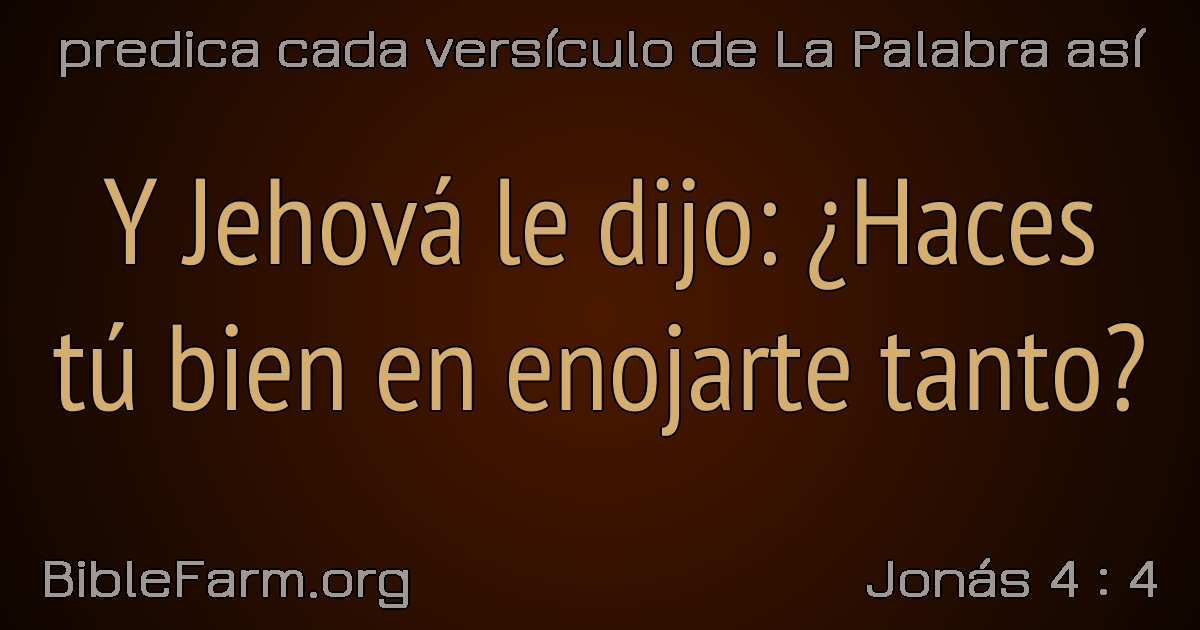 predica cada versículo de La Palabra así
Y Jehová le dijo: ¿Haces
tú bien en enojarte tanto?
BibleFarm.org
Jonás 4 : 4